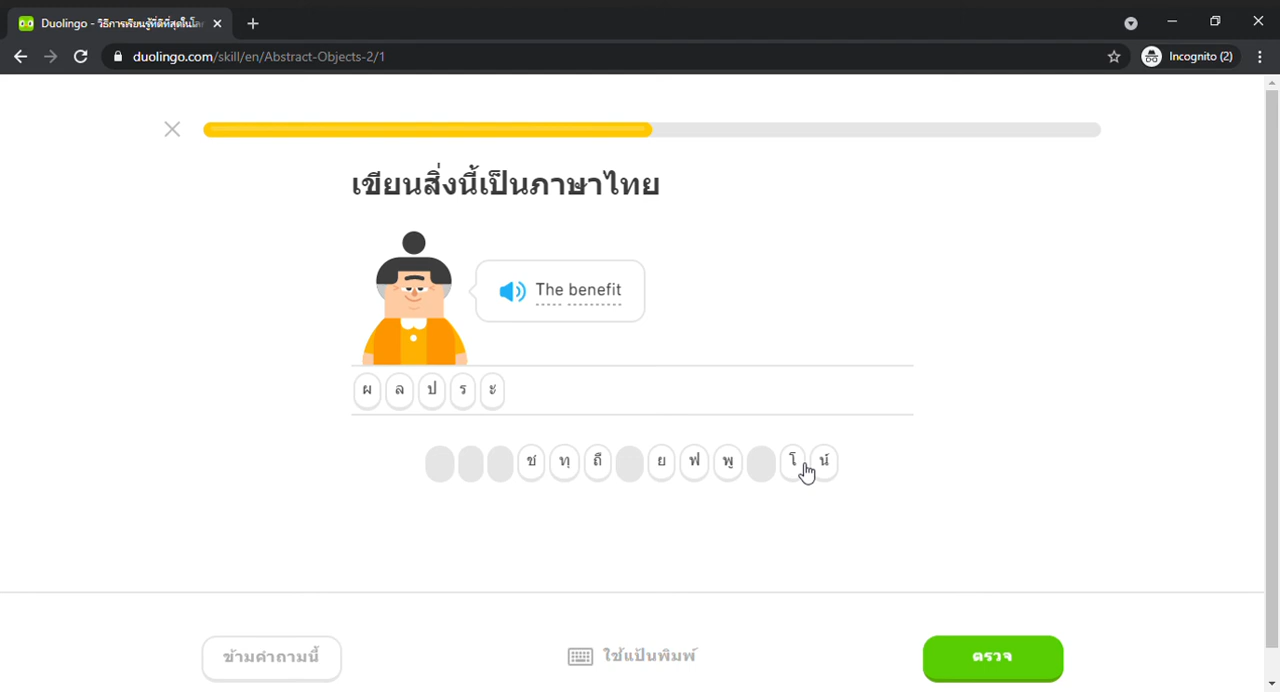 Duolingo - วิธีการเรียนรู้ที่ดีที่สุดในโล
duolingo.com/skill/en/Abstract-Objects-2/1
Incognito (2)
เขียนสิ่งนี้เป็นภาษาไทย
The benefit
ผ ล ป ร ะ
ช ทุ ถี ย ฟ พู โ น์
ข้ามคำถามนี้
ใช้แป้นพิมพ์
ตรวจ